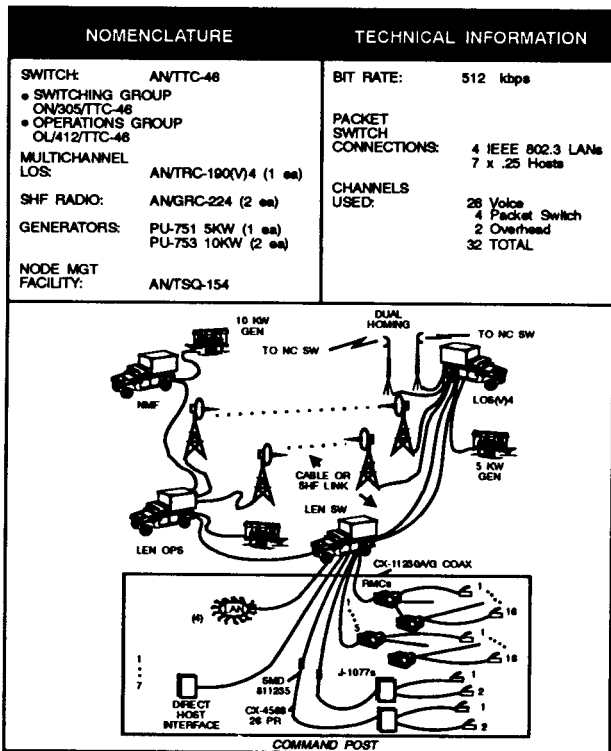 NOMENCLATURE
SWITCH: AN/TTC-46
• SWITCHING GROUP
ON/305/TTC-46
• OPERATIONS GROUP
OL/412/TTC-46
MULTICHANNEL
LOS: AN/TRC-190(V)4 (1 ea)
SHF RADIO: AN/GRC-224 (2 ea)
GENERATORS: PU-751 5KW (1 ea)
PU-753 10KW (2 ea)
NODE MGT
FACILITY: AN/TSQ-154
TECHNICAL INFORMATION
BIT RATE: 512 kbps
PACKET
SWITCH
CONNECTIONS: 4 IEEE 802.3 LANs
7 x .25 Hosts
CHANNELS
USED: 26 Voice
4 Packet Switch
2 Overhead
32 TOTAL
10 KW
GEN
DUAL
HOMING
TO NC SW
TO NC SW
NMF
LOS(V)4
5 KW
GEN
CABLE OR
SHF LINK
LEN SW
LEN OPS
CX-11230A/G COAX
RMCs
LAN
(4)
1
16
1
5
1
16
1
7
SMD
811235
J-1077s
1
2
DIRECT
HOST
INTERFACE
CX-4566
26 PR
1
2
COMMAND POST